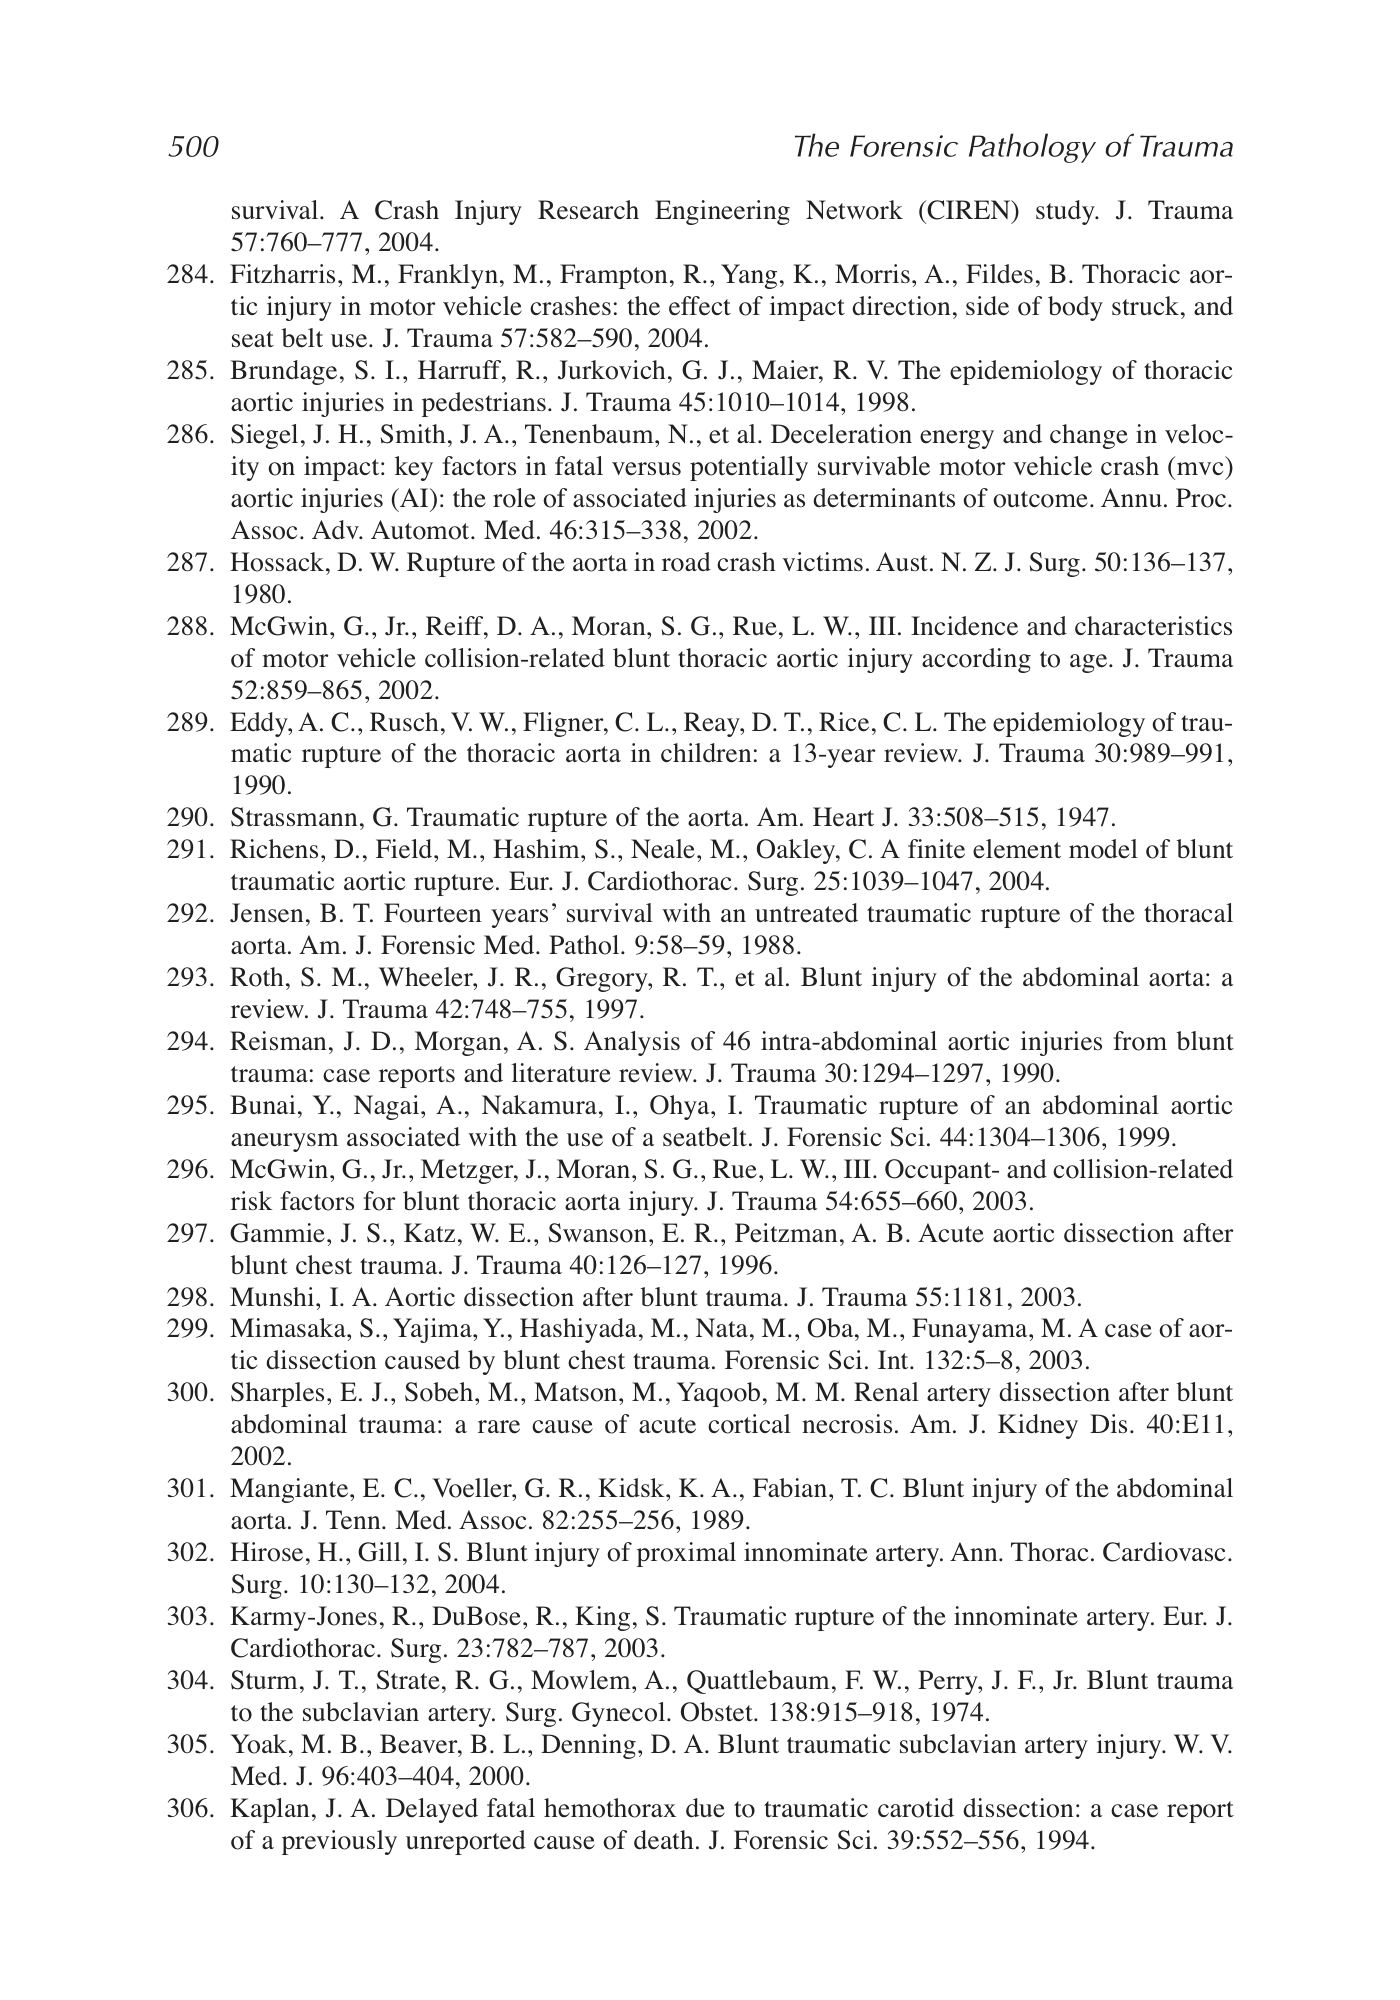 500 The Forensic Pathology of Trauma
survival. A Crash Injury Research Engineering Network (CIREN) study. J. Trauma
57:760–777, 2004.
284. Fitzharris, M., Franklyn, M., Frampton, R., Yang, K., Morris, A., Fildes, B. Thoracic aor-
tic injury in motor vehicle crashes: the effect of impact direction, side of body struck, and
seat belt use. J. Trauma 57:582–590, 2004.
285. Brundage, S. I., Harruff, R., Jurkovich, G. J., Maier, R. V. The epidemiology of thoracic
aortic injuries in pedestrians. J. Trauma 45:1010–1014, 1998.
286. Siegel, J. H., Smith, J. A., Tenenbaum, N., et al. Deceleration energy and change in veloc-
ity on impact: key factors in fatal versus potentially survivable motor vehicle crash (mvc)
aortic injuries (AI): the role of associated injuries as determinants of outcome. Annu. Proc.
Assoc. Adv. Automot. Med. 46:315–338, 2002.
287. Hossack, D. W. Rupture of the aorta in road crash victims. Aust. N. Z. J. Surg. 50:136–137,
1980.
288. McGwin, G., Jr., Reiff, D. A., Moran, S. G., Rue, L. W., III. Incidence and characteristics
of motor vehicle collision-related blunt thoracic aortic injury according to age. J. Trauma
52:859–865, 2002.
289. Eddy, A. C., Rusch, V. W., Fligner, C. L., Reay, D. T., Rice, C. L. The epidemiology of trau-
matic rupture of the thoracic aorta in children: a 13-year review. J. Trauma 30:989–991,
1990.
290. Strassmann, G. Traumatic rupture of the aorta. Am. Heart J. 33:508–515, 1947.
291. Richens, D., Field, M., Hashim, S., Neale, M., Oakley, C. A finite element model of blunt
traumatic aortic rupture. Eur. J. Cardiothorac. Surg. 25:1039–1047, 2004.
292. Jensen, B. T. Fourteen years’ survival with an untreated traumatic rupture of the thoracal
aorta. Am. J. Forensic Med. Pathol. 9:58–59, 1988.
293. Roth, S. M., Wheeler, J. R., Gregory, R. T., et al. Blunt injury of the abdominal aorta: a
review. J. Trauma 42:748–755, 1997.
294. Reisman, J. D., Morgan, A. S. Analysis of 46 intra-abdominal aortic injuries from blunt
trauma: case reports and literature review. J. Trauma 30:1294–1297, 1990.
295. Bunai, Y., Nagai, A., Nakamura, I., Ohya, I. Traumatic rupture of an abdominal aortic
aneurysm associated with the use of a seatbelt. J. Forensic Sci. 44:1304–1306, 1999.
296. McGwin, G., Jr., Metzger, J., Moran, S. G., Rue, L. W., III. Occupant- and collision-related
risk factors for blunt thoracic aorta injury. J. Trauma 54:655–660, 2003.
297. Gammie, J. S., Katz, W. E., Swanson, E. R., Peitzman, A. B. Acute aortic dissection after
blunt chest trauma. J. Trauma 40:126–127, 1996.
298. Munshi, I. A. Aortic dissection after blunt trauma. J. Trauma 55:1181, 2003.
299. Mimasaka, S., Yajima, Y., Hashiyada, M., Nata, M., Oba, M., Funayama, M. A case of aor-
tic dissection caused by blunt chest trauma. Forensic Sci. Int. 132:5–8, 2003.
300. Sharples, E. J., Sobeh, M., Matson, M., Yaqoob, M. M. Renal artery dissection after blunt
abdominal trauma: a rare cause of acute cortical necrosis. Am. J. Kidney Dis. 40:E11,
2002.
301. Mangiante, E. C., Voeller, G. R., Kidsk, K. A., Fabian, T. C. Blunt injury of the abdominal
aorta. J. Tenn. Med. Assoc. 82:255–256, 1989.
302. Hirose, H., Gill, I. S. Blunt injury of proximal innominate artery. Ann. Thorac. Cardiovasc.
Surg. 10:130–132, 2004.
303. Karmy-Jones, R., DuBose, R., King, S. Traumatic rupture of the innominate artery. Eur. J.
Cardiothorac. Surg. 23:782–787, 2003.
304. Sturm, J. T., Strate, R. G., Mowlem, A., Quattlebaum, F. W., Perry, J. F., Jr. Blunt trauma
to the subclavian artery. Surg. Gynecol. Obstet. 138:915–918, 1974.
305. Yoak, M. B., Beaver, B. L., Denning, D. A. Blunt traumatic subclavian artery injury. W. V.
Med. J. 96:403–404, 2000.
306. Kaplan, J. A. Delayed fatal hemothorax due to traumatic carotid dissection: a case report
of a previously unreported cause of death. J. Forensic Sci. 39:552–556, 1994.